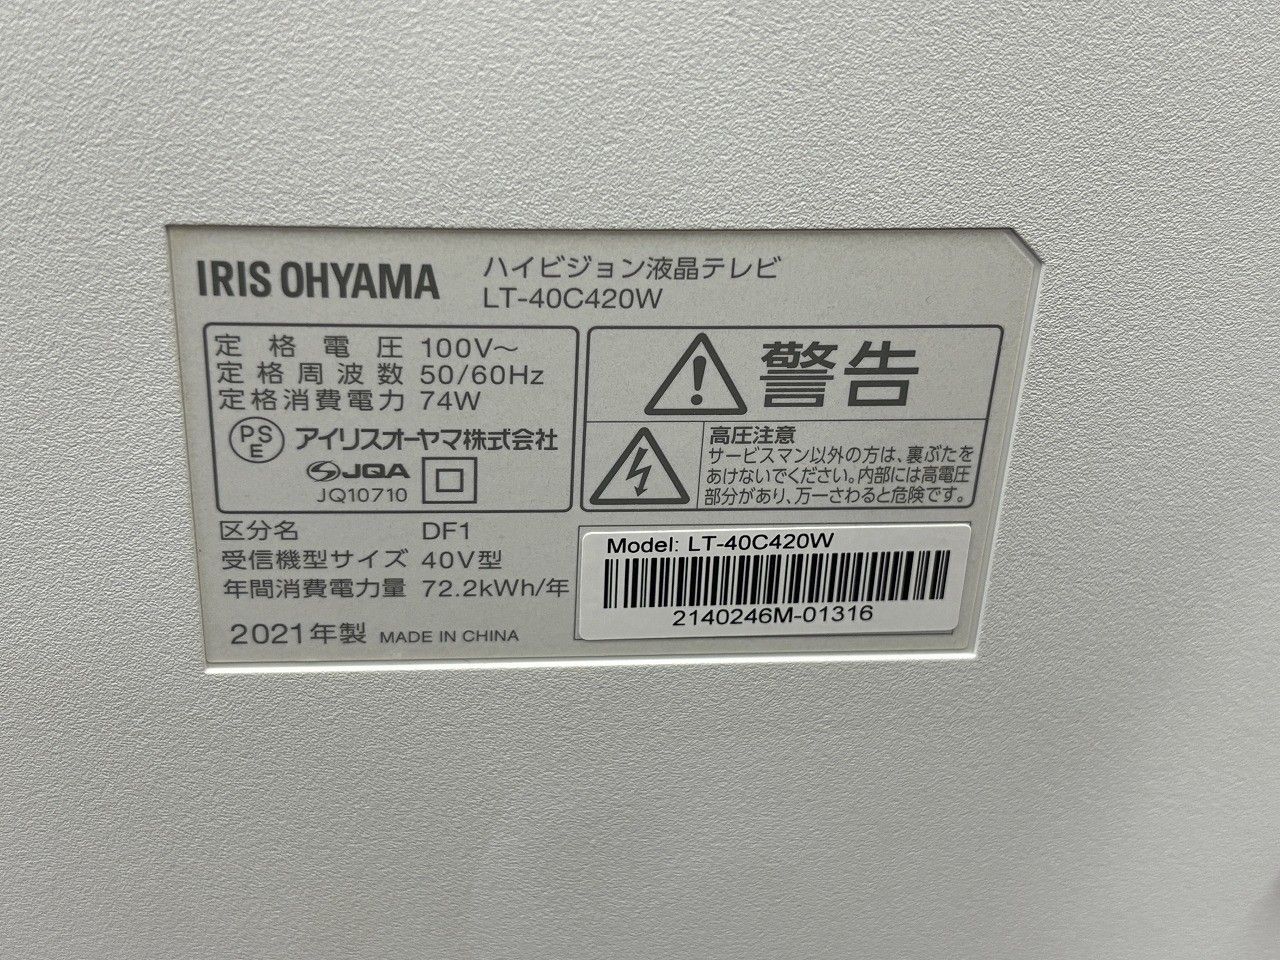 IRIS OHYAMA
ハイビジョン液晶テレビ
LT-40C420W
定格電圧 100V～
定格周波数 50/60Hz
定格消費電力 74W
PSE アイリスオーヤマ株式会社
JQA
JQ10710
区分名 DF1
受信機型サイズ 40V型
年間消費電力量 72.2kWh/年
2021年製 MADE IN CHINA
警告
高圧注意
サービスマン以外の方は、裏ぶたを
あけないでください。内部には高電圧
部分があり、万一さわると危険です。
Model: LT-40C420W
2140246M-01316